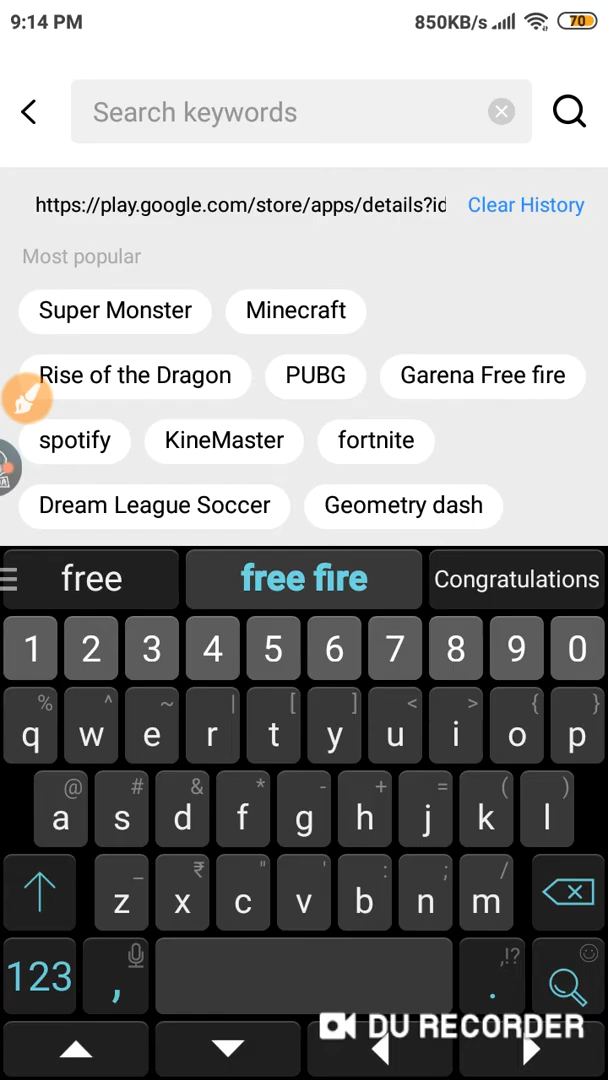 9:14 PM 850KB/s 70
Search keywords
https://play.google.com/store/apps/details?id Clear History
Most popular
Super Monster Minecraft
Rise of the Dragon PUBG Garena Free fire
spotify KineMaster fortnite
Dream League Soccer Geometry dash
free free fire Congratulations
1 2 3 4 5 6 7 8 9 0
% ^ ~ | [ ] < > { }
q w e r t y u i o p
@ # & * - + = ( )
a s d f g h j k l
_ ₹ " ' : ; /
z x c v b n m
123 , ,!? .
DU RECORDER